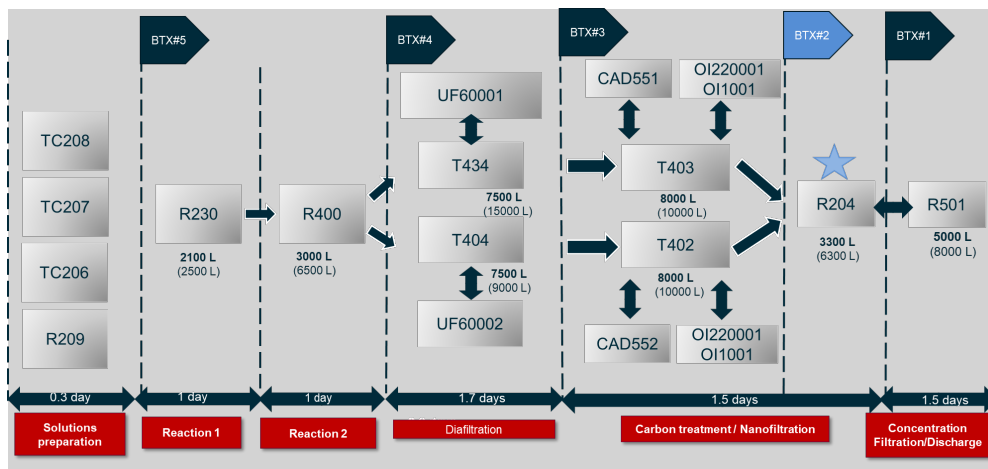 BTX#5
BTX#4
BTX#3
BTX#2
BTX#1
UF60001
CAD551
OI220001
OI1001
TC208
T434
T403
7500 L
(15000 L)
8000 L
(10000 L)
TC207
R230
R400
R204
R501
2100 L
(2500 L)
3000 L
(6500 L)
T404
T402
3300 L
(6300 L)
5000 L
(8000 L)
TC206
7500 L
(9000 L)
8000 L
(10000 L)
R209
UF60002
CAD552
OI220001
OI1001
0.3 day
1 day
1 day
1.7 days
1.5 days
1.5 days
Solutions
preparation
Reaction 1
Reaction 2
Diafiltration
Carbon treatment / Nanofiltration
Concentration
Filtration/Discharge